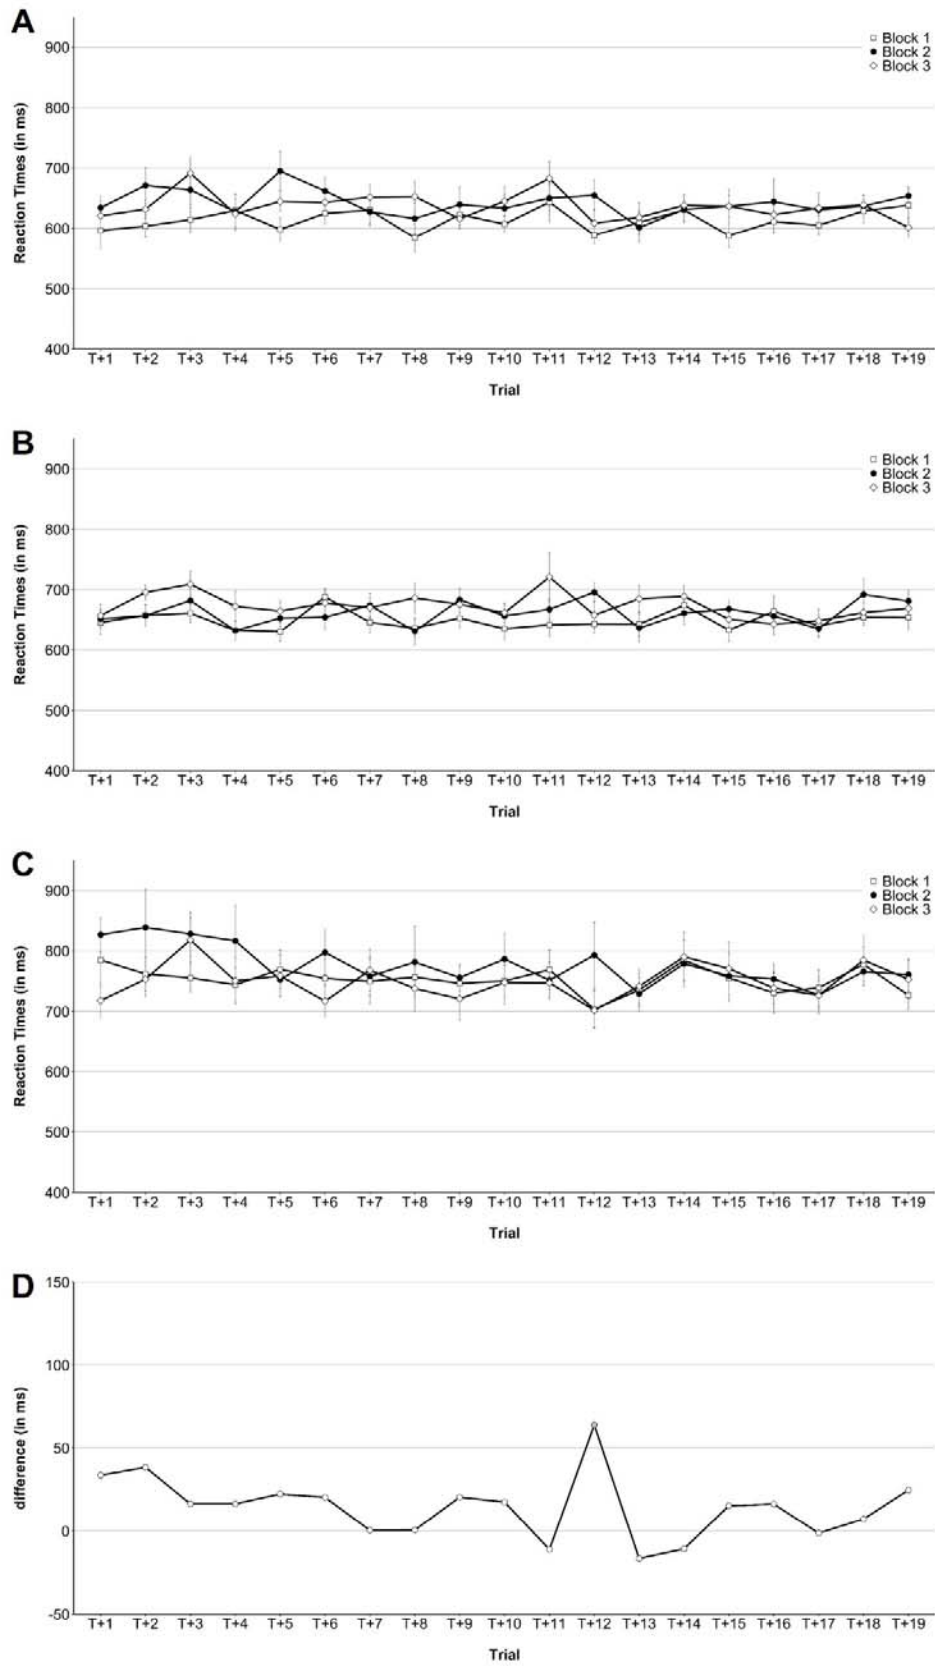 A
Block 1
Block 2
Block 3
900
800
700
600
500
400
Reaction Times (in ms)
T+1 T+2 T+3 T+4 T+5 T+6 T+7 T+8 T+9 T+10 T+11 T+12 T+13 T+14 T+15 T+16 T+17 T+18 T+19
Trial
B
Block 1
Block 2
Block 3
900
800
700
600
500
400
Reaction Times (in ms)
T+1 T+2 T+3 T+4 T+5 T+6 T+7 T+8 T+9 T+10 T+11 T+12 T+13 T+14 T+15 T+16 T+17 T+18 T+19
Trial
C
Block 1
Block 2
Block 3
900
800
700
600
500
400
Reaction Times (in ms)
T+1 T+2 T+3 T+4 T+5 T+6 T+7 T+8 T+9 T+10 T+11 T+12 T+13 T+14 T+15 T+16 T+17 T+18 T+19
Trial
D
150
100
50
0
-50
difference (in ms)
T+1 T+2 T+3 T+4 T+5 T+6 T+7 T+8 T+9 T+10 T+11 T+12 T+13 T+14 T+15 T+16 T+17 T+18 T+19
Trial